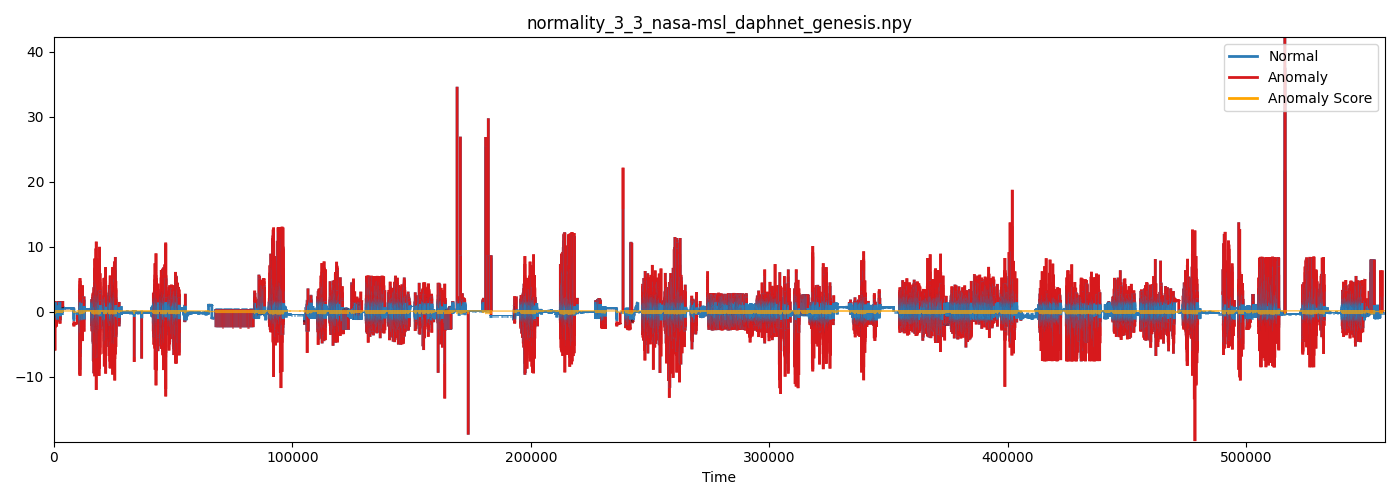 normality_3_3_nasa-msl_daphnet_genesis.npy
40
30
20
10
0
−10
Normal
Anomaly
Anomaly Score
0
100000
200000
300000
400000
500000
Time